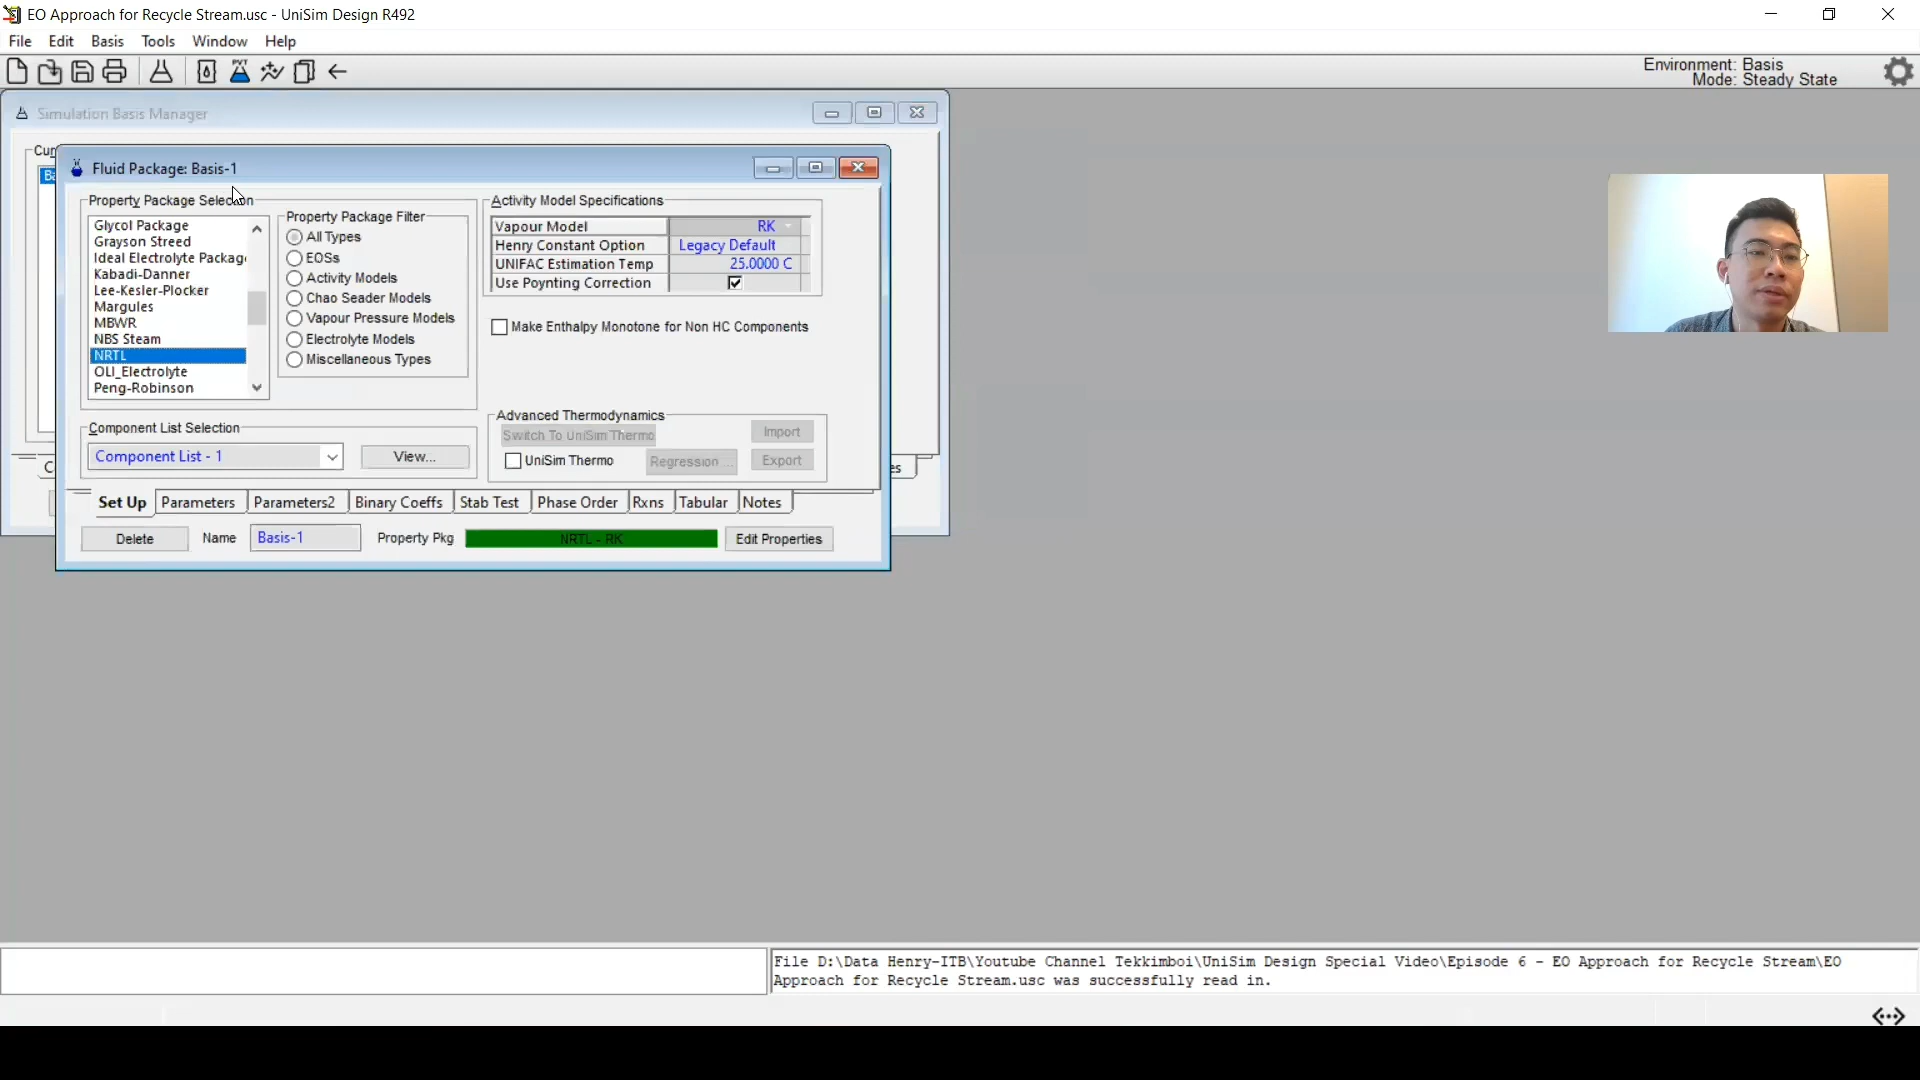 EO Approach for Recycle Stream.usc - UniSim Design R492
File Edit Basis Tools Window Help
PVT
Environment: Basis
Mode: Steady State
Simulation Basis Manager
Fluid Package: Basis-1
Property Package Selection
Glycol Package
Grayson Streed
Ideal Electrolyte Package
Kabadi-Danner
Lee-Kesler-Plocker
Margules
MBWR
NBS Steam
NRTL
OLI_Electrolyte
Peng-Robinson
Property Package Filter
All Types
EOSs
Activity Models
Chao Seader Models
Vapour Pressure Models
Electrolyte Models
Miscellaneous Types
Activity Model Specifications
Vapour Model RK
Henry Constant Option Legacy Default
UNIFAC Estimation Temp 25.0000 C
Use Poynting Correction
Make Enthalpy Monotone for Non HC Components
Component List Selection
Component List - 1 View...
Advanced Thermodynamics
Switch To UniSim Thermo Import
UniSim Thermo Regression ... Export
Set Up Parameters Parameters2 Binary Coeffs Stab Test Phase Order Rxns Tabular Notes
Delete Name Basis-1 Property Pkg NRTL - RK Edit Properties
File D:\Data Henry-ITB\Youtube Channel Tekkimboi\UniSim Design Special Video\Episode 6 - EO Approach for Recycle Stream\EO
Approach for Recycle Stream.usc was successfully read in.